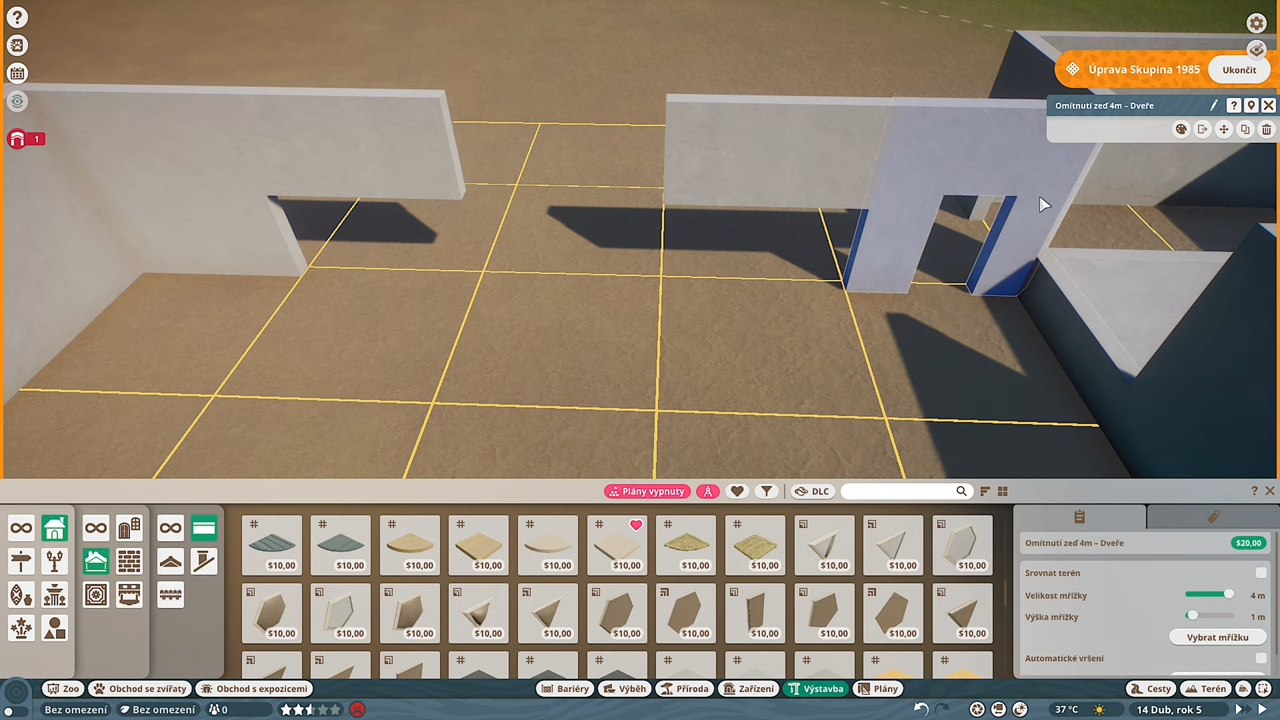 ?
Úprava Skupina 1985
Ukončit
Omítnutí zeď 4m – Dveře
?
1
Plány vypnuty
DLC
?
$10,00 $10,00 $10,00 $10,00 $10,00 $10,00 $10,00 $10,00 $10,00 $10,00 $10,00
$10,00 $10,00 $10,00 $10,00 $10,00 $10,00 $10,00 $10,00 $10,00 $10,00 $10,00
Omítnutí zeď 4m – Dveře
$20,00
Srovnat terén
Velikost mřížky
4 m
Výška mřížky
1 m
Vybrat mřížku
Automatické vršení
Zoo
Obchod se zvířaty
Obchod s expozicemi
Bariéry
Výběh
Příroda
Zařízení
Výstavba
Plány
Cesty
Terén
Bez omezení
Bez omezení
0
37 °C
14 Dub, rok 5